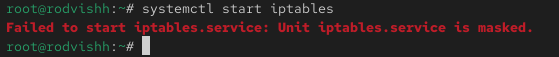 root@rodvishh:~# systemctl start iptables
Failed to start iptables.service: Unit iptables.service is masked.
root@rodvishh:~#